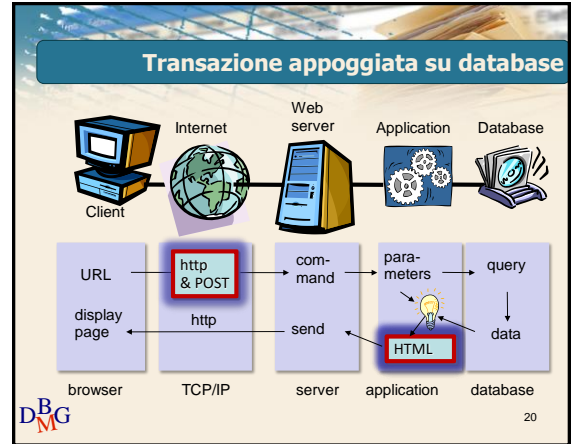 Transazione appoggiata su database
Internet
Web
server
Application
Database
Client
URL
http
& POST
com-
mand
para-
meters
query
display
page
http
send
HTML
data
browser
TCP/IP
server
application
database
DBMG
20